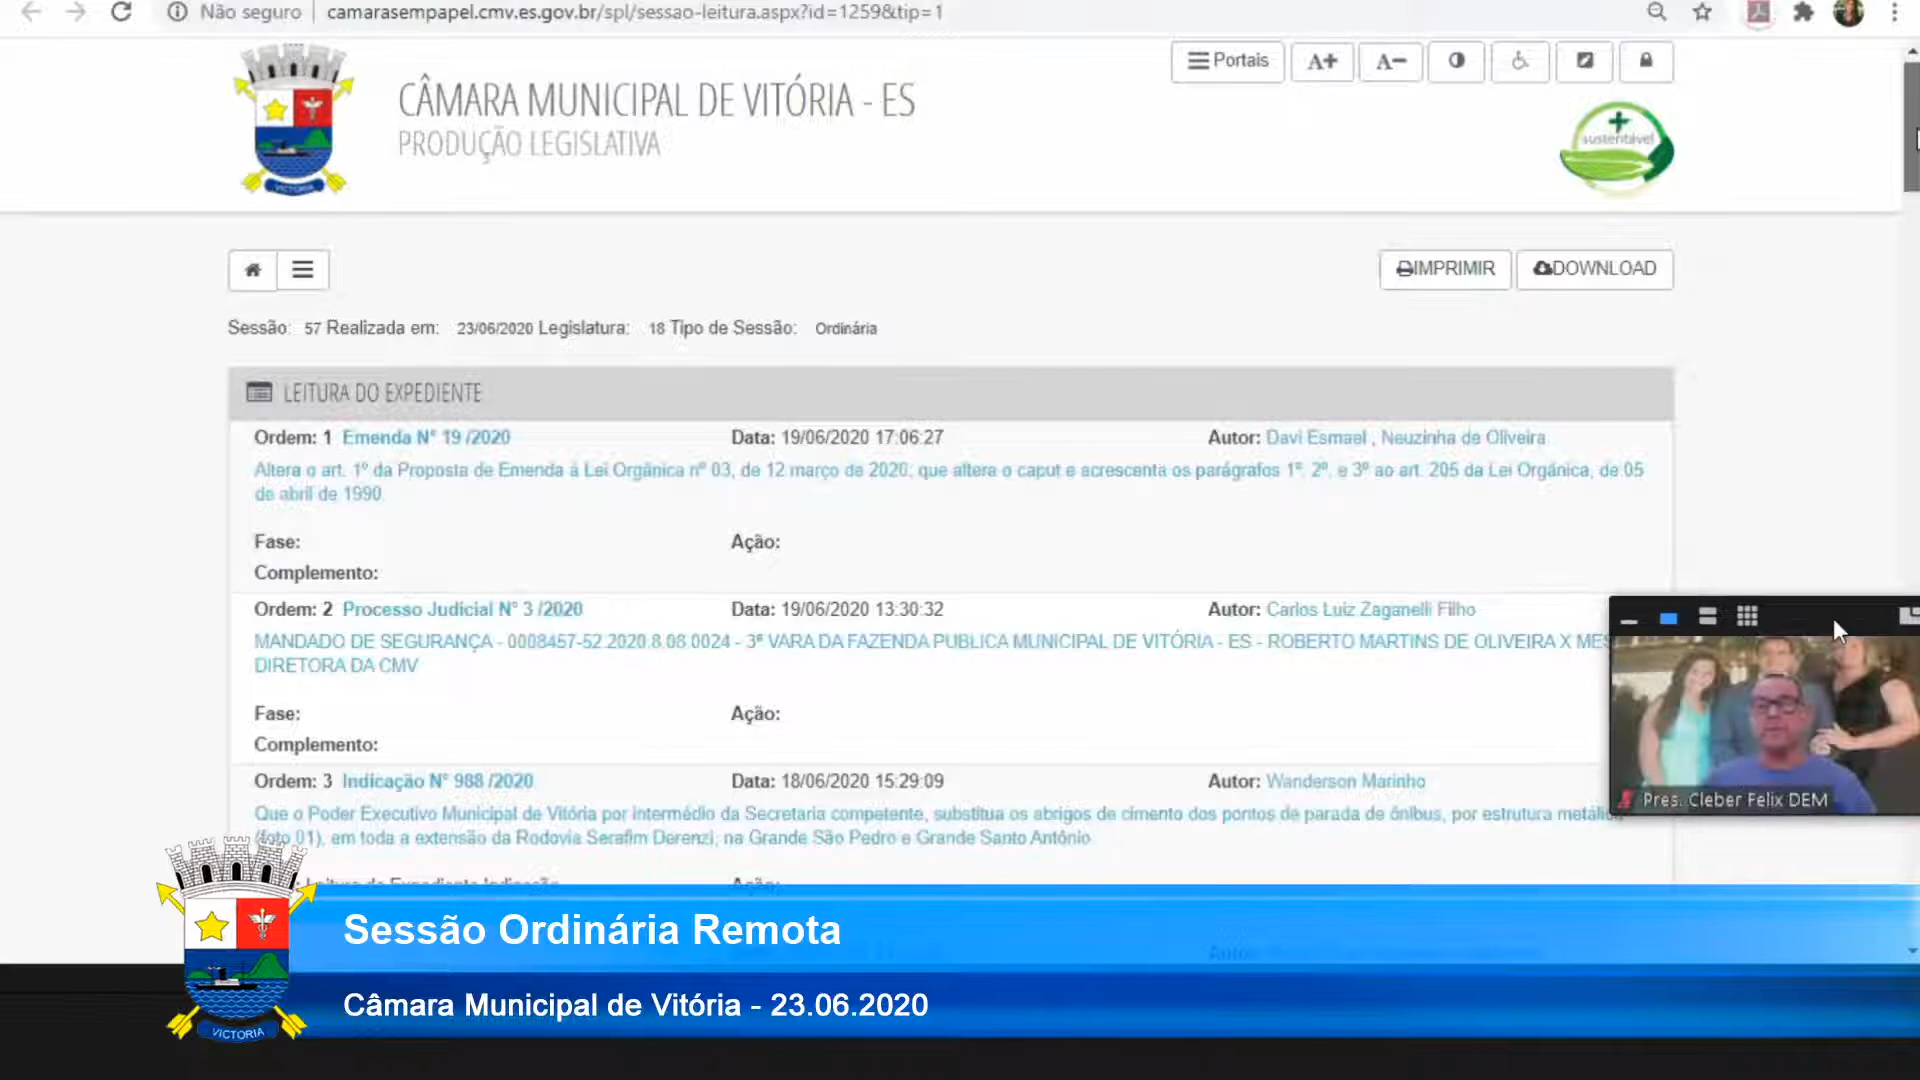 Não seguro | camarasempapel.cmv.es.gov.br/spl/sessao-leitura.aspx?id=1259&tip=1
Portais A+ A-
CÂMARA MUNICIPAL DE VITÓRIA - ES
PRODUÇÃO LEGISLATIVA
sustentável
VICTORIA
IMPRIMIR DOWNLOAD
Sessão: 57 Realizada em: 23/06/2020 Legislatura: 18 Tipo de Sessão: Ordinária
LEITURA DO EXPEDIENTE
Ordem: 1 Emenda N° 19 /2020 Data: 19/06/2020 17:06:27 Autor: Davi Esmael , Neuzinha de Oliveira
Altera o art. 1º da Proposta de Emenda à Lei Orgânica nº 03, de 12 março de 2020, que altera o caput e acrescenta os parágrafos 1º, 2º, e 3º ao art. 205 da Lei Orgânica, de 05
de abril de 1990
Fase: Ação:
Complemento:
Ordem: 2 Processo Judicial N° 3 /2020 Data: 19/06/2020 13:30:32 Autor: Carlos Luiz Zaganelli Filho
MANDADO DE SEGURANÇA - 0008457-52.2020.8.08.0024 - 3ª VARA DA FAZENDA PUBLICA MUNICIPAL DE VITÓRIA - ES - ROBERTO MARTINS DE OLIVEIRA X MES
DIRETORA DA CMV
Fase: Ação:
Complemento:
Ordem: 3 Indicação N° 988 /2020 Data: 18/06/2020 15:29:09 Autor: Wanderson Marinho
Que o Poder Executivo Municipal de Vitória por intermédio da Secretaria competente, substitua os abrigos de cimento dos pontos de parada de ônibus, por estrutura metálic
(foto 01), em toda a extensão da Rodovia Serafim Derenzi, na Grande São Pedro e Grande Santo Antônio
Pres. Cleber Felix DEM
Sessão Ordinária Remota
Câmara Municipal de Vitória - 23.06.2020
VICTORIA